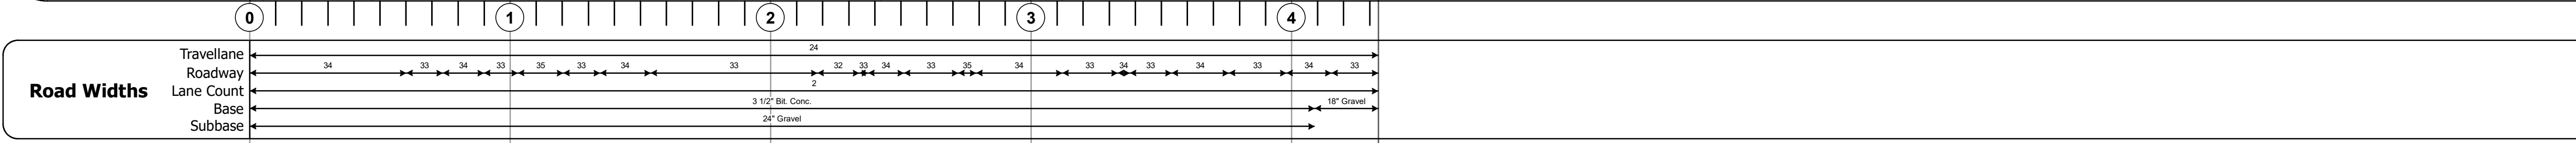 0 1 2 3 4
Road Widths
Travellane 24
Roadway 34 33 34 33 35 33 34 33 32 33 34 33 35 34 33 34 33 34 33 34 33
Lane Count 2
Base 3 1/2" Bit. Conc. 18" Gravel
Subbase 24" Gravel